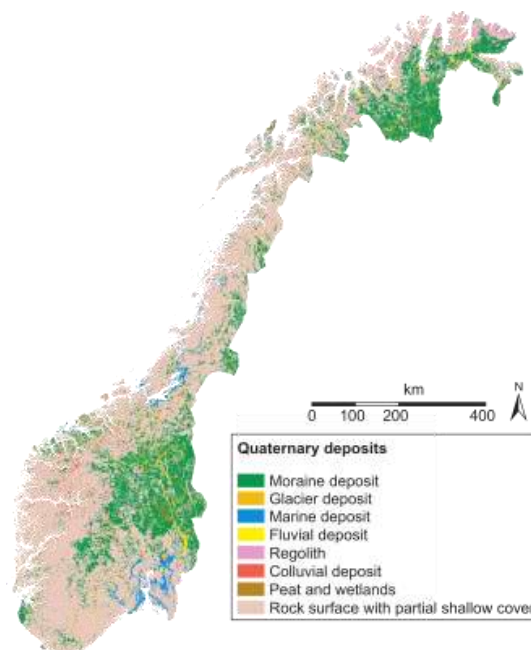 N
km
0 100 200 400
Quaternary deposits
Moraine deposit
Glacier deposit
Marine deposit
Fluvial deposit
Regolith
Colluvial deposit
Peat and wetlands
Rock surface with partial shallow cover